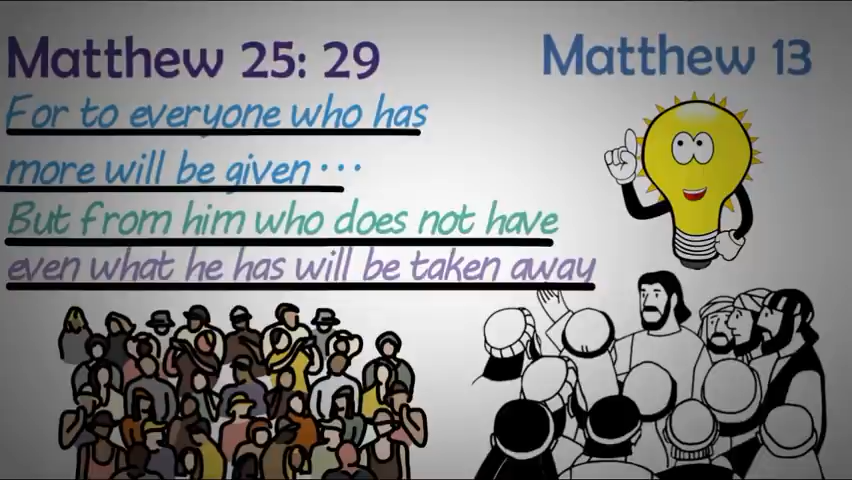 Matthew 25: 29
For to everyone who has
more will be given ···
But from him who does not have
even what he has will be taken away
Matthew 13